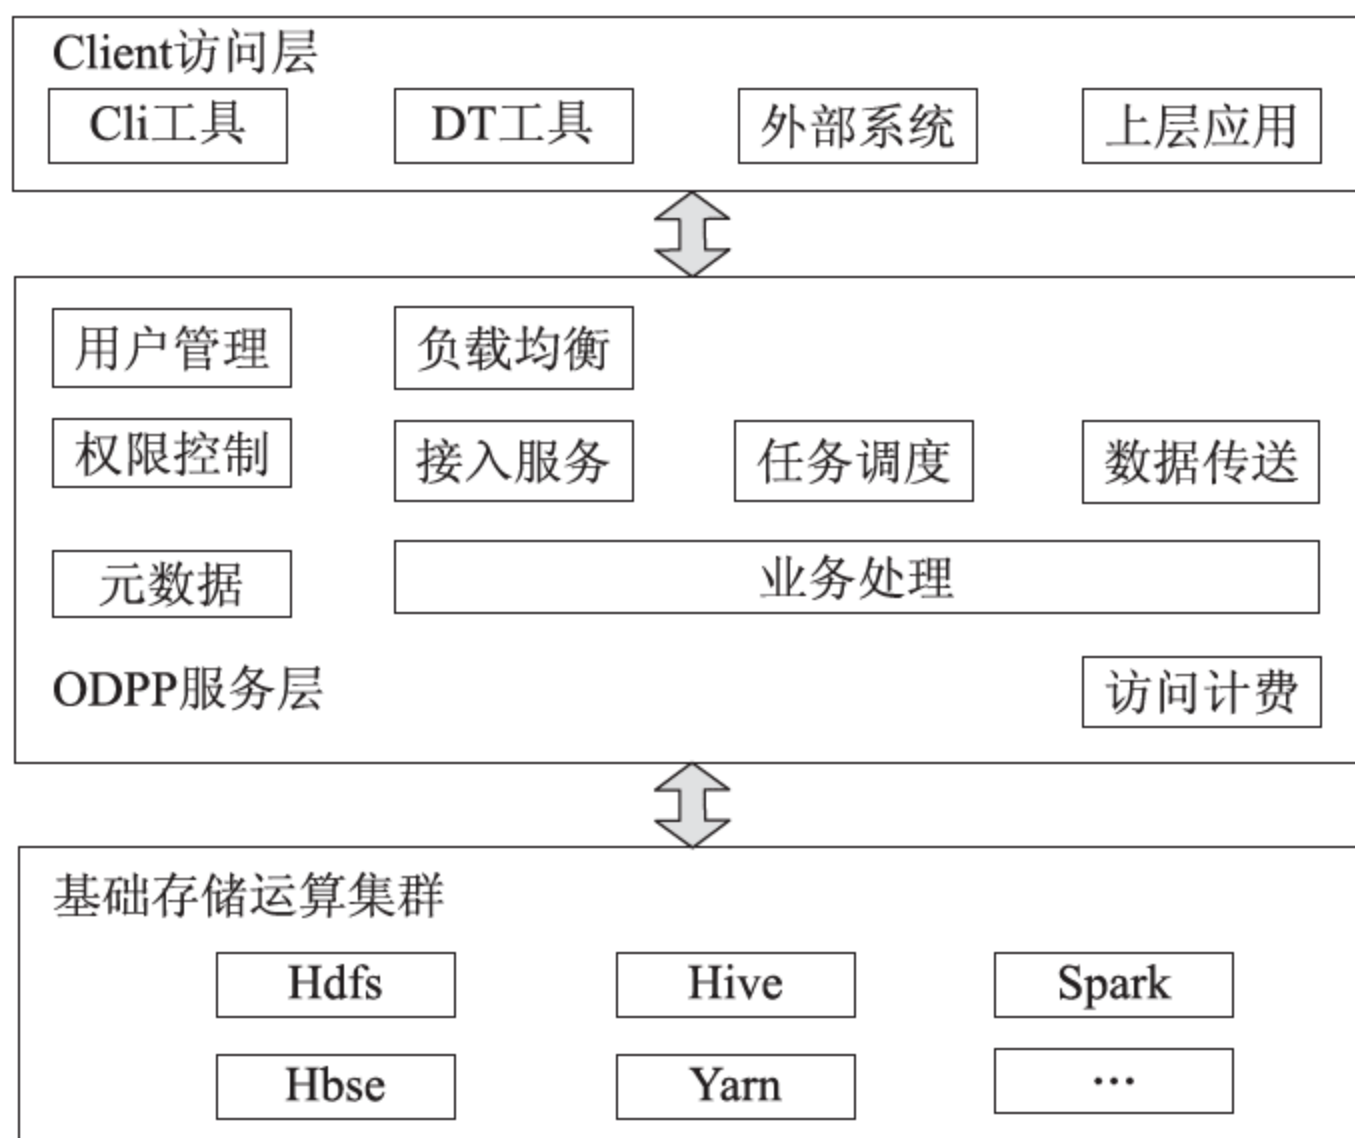 Client访问层
Cli工具 DT工具 外部系统 上层应用
用户管理 负载均衡
权限控制 接入服务 任务调度 数据传送
元数据 业务处理
ODPP服务层 访问计费
基础存储运算集群
Hdfs Hive Spark
Hbse Yarn …